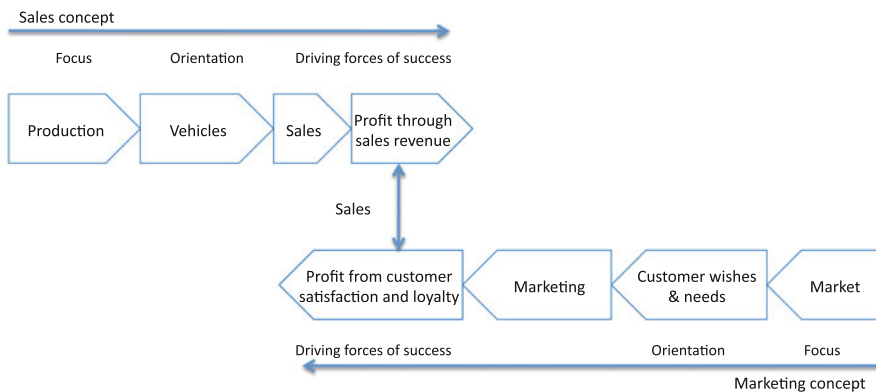 Sales concept
Focus Orientation Driving forces of success
Production Vehicles Sales Profit through
sales revenue
Sales
Profit from customer
satisfaction and loyalty
Marketing
Customer wishes
& needs
Market
Driving forces of success Orientation Focus
Marketing concept